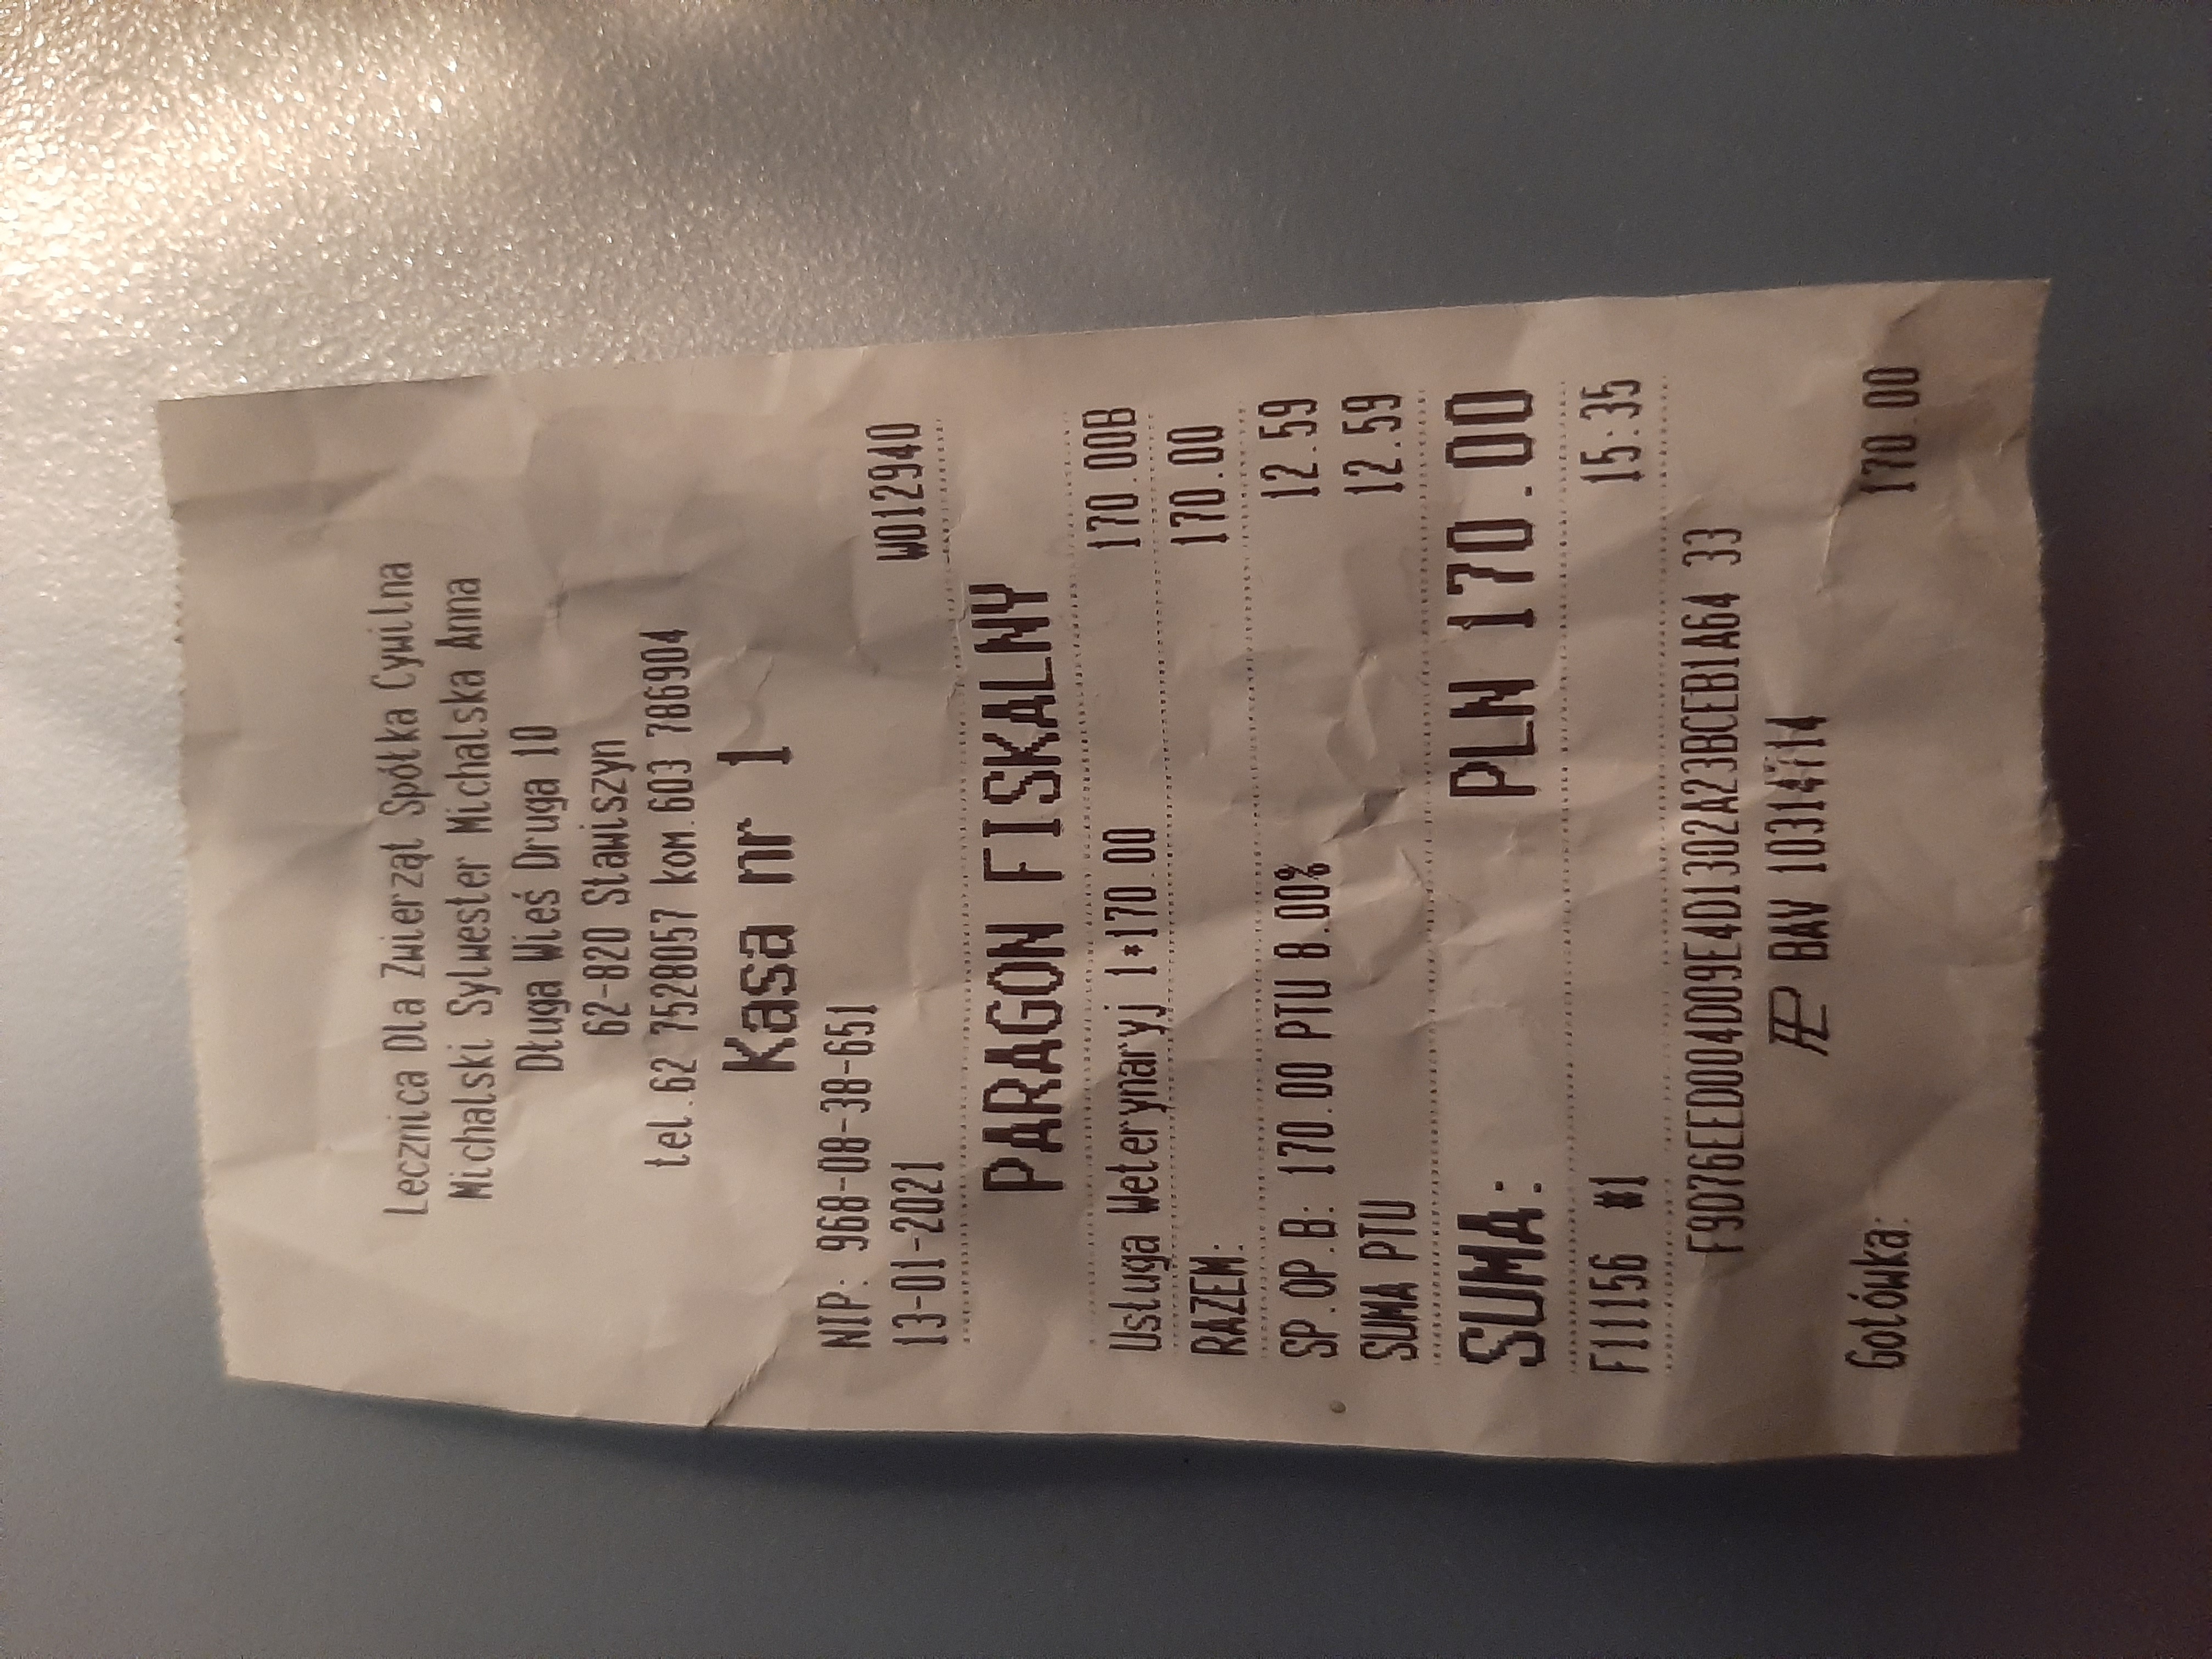 Lecznica Dla Zwierząt Spółka Cywilna
Michalski Sylwester Michalska Anna
Długa Wieś Druga 10
62-820 Stawiszyn
tel.62 7528057 kom.603 786904
Kasa nr 1
NIP: 968-08-38-651
13-01-2021 W012940
PARAGON FISKALNY
Usługa Weterynaryj 1*170.00 170.00B
RAZEM: 170.00
SP.OP.B: 170.00 PTU 8.00% 12.59
SUMA PTU 12.59
SUMA: PLN 170.00
F11156 #1 15:35
F9D76EED004D09E4D1302A23BCEB1A64 33
BAV 103147714
Gotówka: 170.00